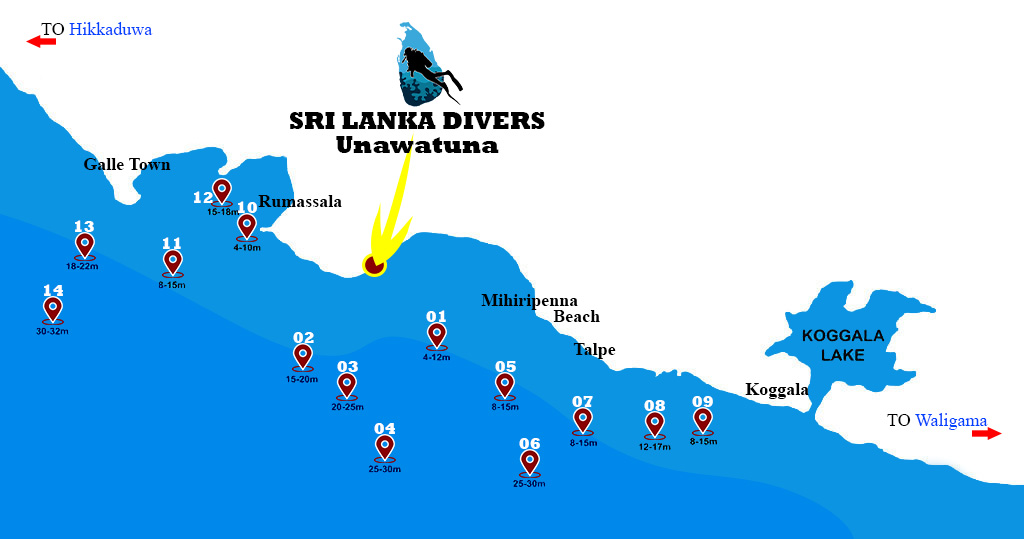 TO Hikkaduwa
SRI LANKA DIVERS
Unawatuna
Galle Town
12
15-18m
10
Rumassala
4-10m
13
18-22m
11
8-15m
14
30-32m
Mihiripenna
Beach
01
4-12m
02
15-20m
Talpe
03
20-25m
05
8-15m
KOGGALA
LAKE
Koggala
04
25-30m
07
8-15m
08
12-17m
09
8-15m
TO Waligama
06
25-30m